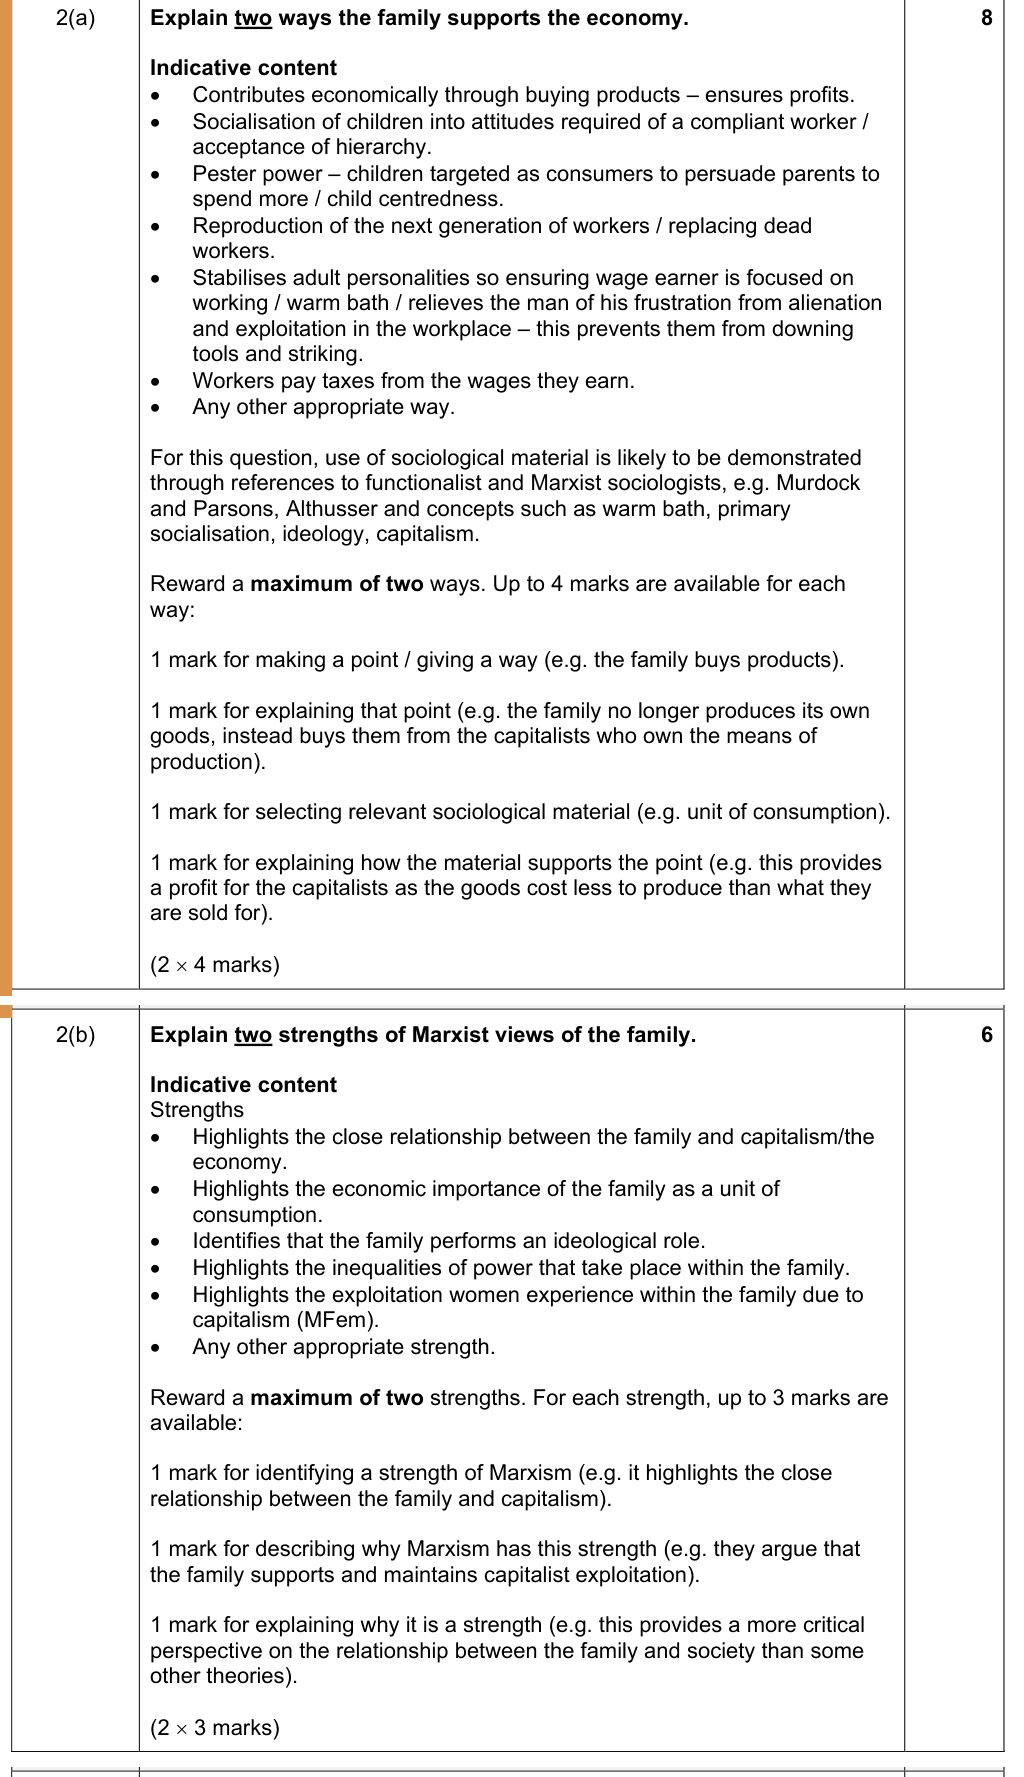 2(a) Explain two ways the family supports the economy. 8
Indicative content
• Contributes economically through buying products – ensures profits.
• Socialisation of children into attitudes required of a compliant worker /
acceptance of hierarchy.
• Pester power – children targeted as consumers to persuade parents to
spend more / child centredness.
• Reproduction of the next generation of workers / replacing dead
workers.
• Stabilises adult personalities so ensuring wage earner is focused on
working / warm bath / relieves the man of his frustration from alienation
and exploitation in the workplace – this prevents them from downing
tools and striking.
• Workers pay taxes from the wages they earn.
• Any other appropriate way.
For this question, use of sociological material is likely to be demonstrated
through references to functionalist and Marxist sociologists, e.g. Murdock
and Parsons, Althusser and concepts such as warm bath, primary
socialisation, ideology, capitalism.
Reward a maximum of two ways. Up to 4 marks are available for each
way:
1 mark for making a point / giving a way (e.g. the family buys products).
1 mark for explaining that point (e.g. the family no longer produces its own
goods, instead buys them from the capitalists who own the means of
production).
1 mark for selecting relevant sociological material (e.g. unit of consumption).
1 mark for explaining how the material supports the point (e.g. this provides
a profit for the capitalists as the goods cost less to produce than what they
are sold for).
(2 × 4 marks)
2(b) Explain two strengths of Marxist views of the family. 6
Indicative content
Strengths
• Highlights the close relationship between the family and capitalism/the
economy.
• Highlights the economic importance of the family as a unit of
consumption.
• Identifies that the family performs an ideological role.
• Highlights the inequalities of power that take place within the family.
• Highlights the exploitation women experience within the family due to
capitalism (MFem).
• Any other appropriate strength.
Reward a maximum of two strengths. For each strength, up to 3 marks are
available:
1 mark for identifying a strength of Marxism (e.g. it highlights the close
relationship between the family and capitalism).
1 mark for describing why Marxism has this strength (e.g. they argue that
the family supports and maintains capitalist exploitation).
1 mark for explaining why it is a strength (e.g. this provides a more critical
perspective on the relationship between the family and society than some
other theories).
(2 × 3 marks)